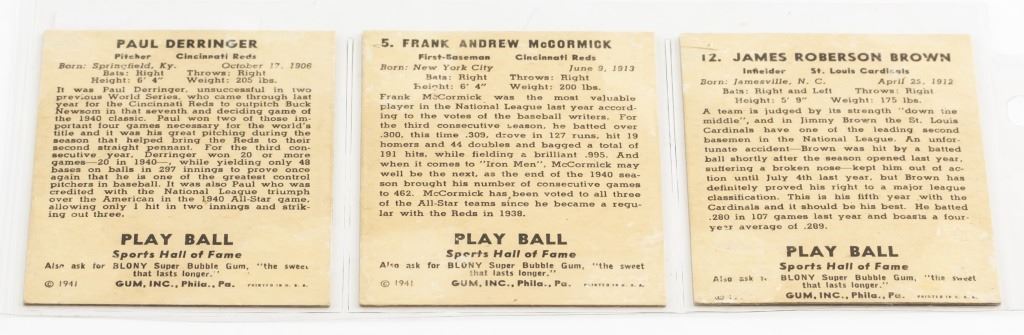 PAUL DERRINGER
Pitcher Cincinnati Reds
Born: Springfield, Ky. October 17, 1906
Bats: Right Throws: Right
Height: 6' 4" Weight: 205 lbs.
It was Paul Derringer, unsuccessful in two
previous World Series, who came through last
year for the Cincinnati Reds to outpitch Buck
Newsom in that seventh and deciding game of
the 1940 classic. Paul won two of those im-
portant four games necessary for the world's
title and it was his great pitching during the
season that helped bring the Reds to their
second straight pennant. For the third con-
secutive year, Derringer won 20 or more
games—20 in 1940—, while yielding only 48
bases on balls in 297 innings to prove once
again that he is one of the greatest control
pitchers in baseball. It was also Paul who was
credited with the National League triumph
over the American in the 1940 All-Star game,
allowing only 1 hit in two innings and strik-
ing out three.
PLAY BALL
Sports Hall of Fame
Also ask for BLONY Super Bubble Gum, "the sweet
that lasts longer."
© 1941 GUM, INC., Phila., Pa. PRINTED IN U. S. A.
5. FRANK ANDREW McCORMICK
First-Baseman Cincinnati Reds
Born: New York City June 9, 1913
Bats: Right Throws: Right
Height: 6' 4" Weight: 200 lbs.
Frank McCormick was the most valuable
player in the National League last year accord-
ing to the votes of the baseball writers. For
the third consecutive season, he batted over
.300, this time .309, drove in 127 runs, hit 19
homers and 44 doubles and bagged a total of
191 hits, while fielding a brilliant .995. And
when it comes to "Iron Men", McCormick may
well be the next, as the end of the 1940 sea-
son brought his number of consecutive games
to 462. McCormick has been voted to all three
of the All-Star teams since he became a regu-
lar with the Reds in 1938.
PLAY BALL
Sports Hall of Fame
Also ask for BLONY Super Bubble Gum, "the sweet
that lasts longer."
© 1941 GUM, INC., Phila., Pa. PRINTED IN U. S. A.
12. JAMES ROBERSON BROWN
Infielder St. Louis Cardinals
Born: Jamesville, N. C. April 25, 1912
Bats: Right and Left Throws: Right
Height: 5' 9" Weight: 175 lbs.
A team is judged by its strength "down the
middle", and in Jimmy Brown the St. Louis
Cardinals have one of the leading second
basemen in the National League. An unfor-
tunate accident—Brown was hit by a batted
ball shortly after the season opened last year,
suffering a broken nose—kept him out of ac-
tion until July 4th last year, but Brown has
definitely proved his right to a major league
classification. This is his fifth year with the
Cardinals and it should be his best. He batted
.280 in 107 games last year and boasts a four-
year average of .289.
PLAY BALL
Sports Hall of Fame
Also ask for BLONY Super Bubble Gum, "the sweet
that lasts longer."
GUM, INC., Phila., Pa. PRINTED IN U. S. A.